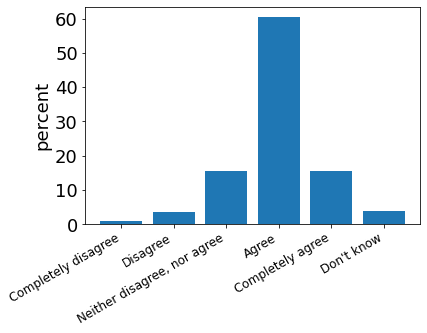 60
50
40
30
20
10
0
percent
Completely disagree
Disagree
Neither disagree, nor agree
Agree
Completely agree
Don't know